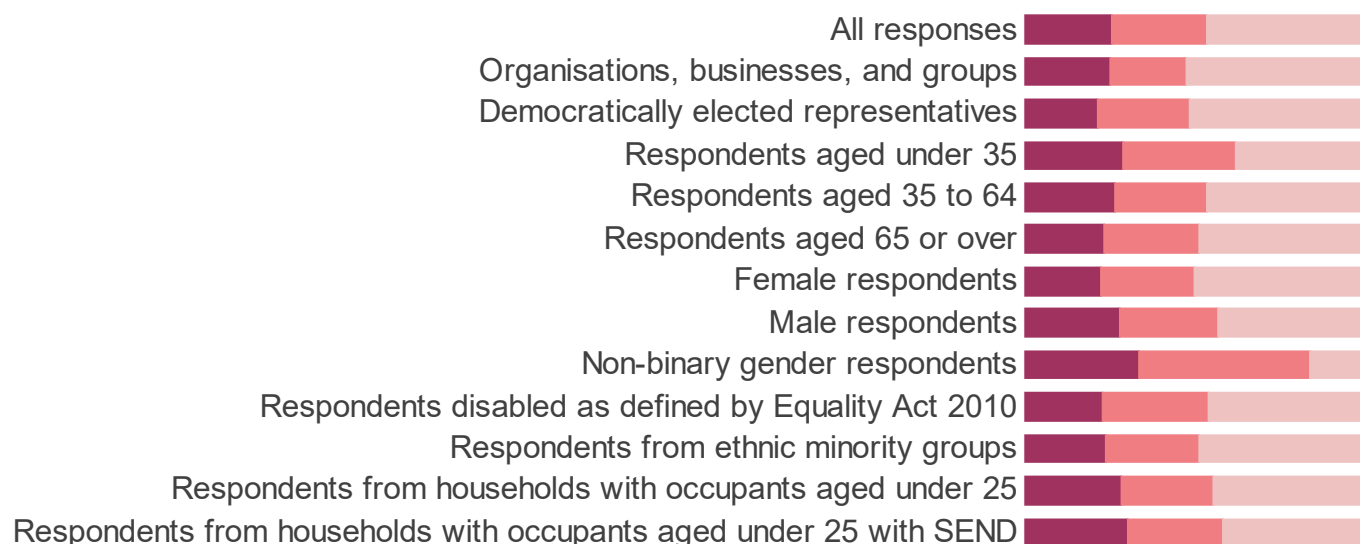 All responses
Organisations, businesses, and groups
Democratically elected representatives
Respondents aged under 35
Respondents aged 35 to 64
Respondents aged 65 or over
Female respondents
Male respondents
Non-binary gender respondents
Respondents disabled as defined by Equality Act 2010
Respondents from ethnic minority groups
Respondents from households with occupants aged under 25
Respondents from households with occupants aged under 25 with SEND